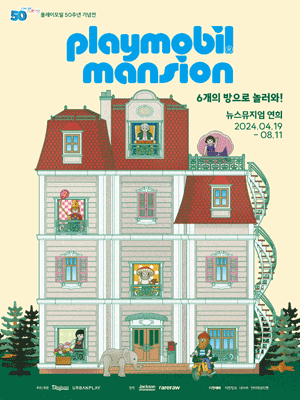 50 플레이모빌 50주년 기념전
playmobil®
mansion
6개의 방으로 놀러와!
뉴스뮤지엄 연희
2024.04.19
– 08.11
URBANPLAY
Jackson
rareraw